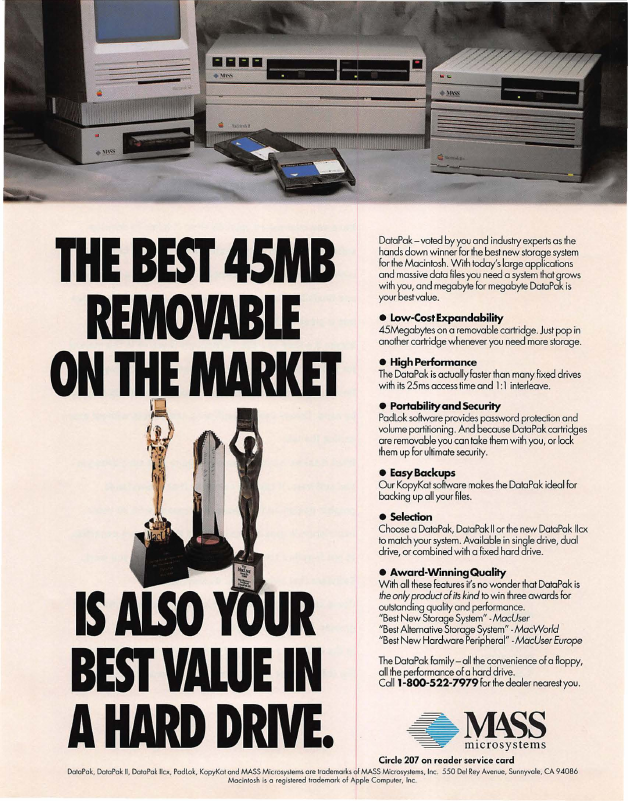 MASS
MASS
MASS
THE BEST 45MB
REMOVABLE
ON THE MARKET
IS ALSO YOUR
BEST VALUE IN
A HARD DRIVE.
DataPak – voted by you and industry experts as the
hands down winner for the best new storage system
for the Macintosh. With today's large applications
and massive data files you need a system that grows
with you, and megabyte for megabyte DataPak is
your best value.
● Low-Cost Expandability
45Megabytes on a removable cartridge. Just pop in
another cartridge whenever you need more storage.
● High Performance
The DataPak is actually faster than many fixed drives
with its 25ms access time and 1:1 interleave.
● Portability and Security
PadLok software provides password protection and
volume partitioning. And because DataPak cartridges
are removable you can take them with you, or lock
them up for ultimate security.
● Easy Backups
Our KopyKat software makes the DataPak ideal for
backing up all your files.
● Selection
Choose a DataPak, DataPak II or the new DataPak IIcx
to match your system. Available in single drive, dual
drive, or combined with a fixed hard drive.
● Award-Winning Quality
With all these features it's no wonder that DataPak is
the only product of its kind to win three awards for
outstanding quality and performance.
"Best New Storage System" - MacUser
"Best Alternative Storage System" - MacWorld
"Best New Hardware Peripheral" - MacUser Europe
The DataPak family – all the convenience of a floppy,
all the performance of a hard drive.
Call 1-800-522-7979 for the dealer nearest you.
MASS
microsystems
Circle 207 on reader service card
DataPak, DataPak II, DataPak IIcx, PadLok, KopyKat and MASS Microsystems are trademarks of MASS Microsystems, Inc. 550 Del Rey Avenue, Sunnyvale, CA 94086
Macintosh is a registered trademark of Apple Computer, Inc.